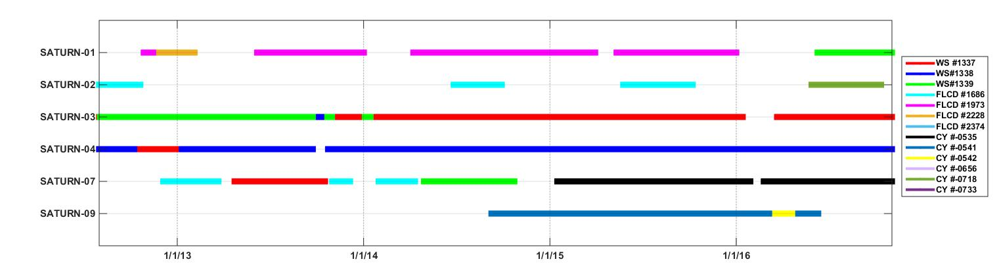 SATURN-01
SATURN-02
SATURN-03
SATURN-04
SATURN-07
SATURN-09
1/1/13
1/1/14
1/1/15
1/1/16
WS #1337
WS#1338
WS#1339
FLCD #1686
FLCD #1973
FLCD #2228
FLCD #2374
CY #-0535
CY #-0541
CY #-0542
CY #-0656
CY #-0718
CY #-0733